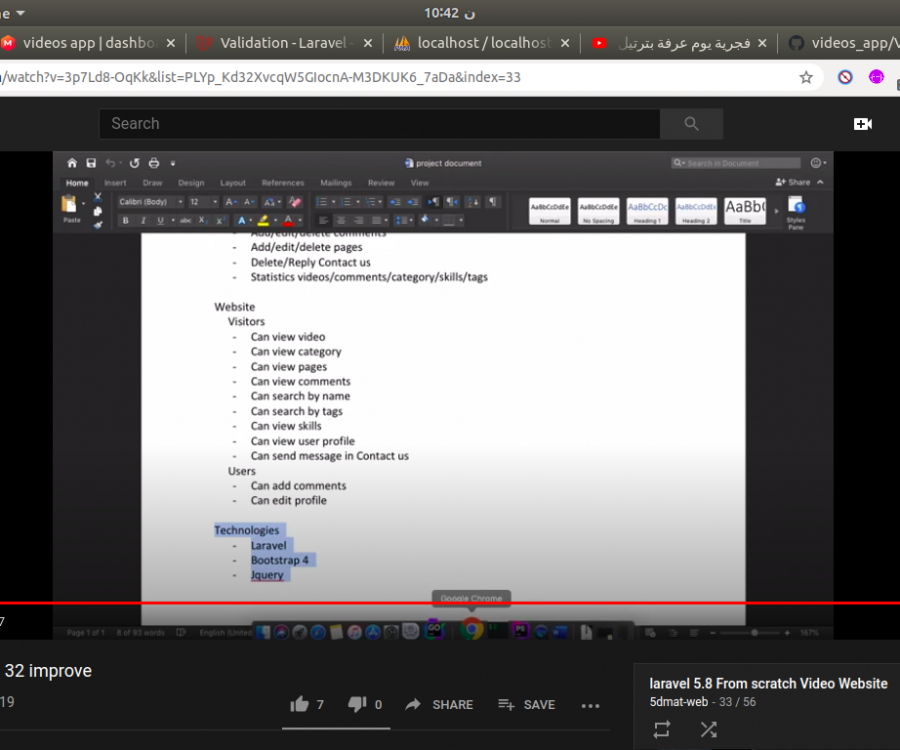 10:42 ن
videos app | dashbo
Validation - Laravel
localhost / localhost
فجرية يوم عرفة بترتيل
videos_app/
/watch?v=3p7Ld8-OqKk&list=PLYp_Kd32XvcqW5GIocnA-M3DKUK6_7aDa&index=33
Search
project document
Search in Document
Home Insert Draw Design Layout References Mailings Review View
Share
Calibri (Body) 12
Paste
AaBbCcDdEe AaBbCcDdEe AaBbCcDc AaBbCcDdEe AaBb(
Normal No Spacing Heading 1 Heading 2 Title
Styles Pane
Add/edit/delete comments
- Add/edit/delete pages
- Delete/Reply Contact us
- Statistics videos/comments/category/skills/tags
Website
Visitors
- Can view video
- Can view category
- Can view pages
- Can view comments
- Can search by name
- Can search by tags
- Can view skills
- Can view user profile
- Can send message in Contact us
Users
- Can add comments
- Can edit profile
Technologies
- Laravel
- Bootstrap 4
- Jquery
Google Chrome
Page 1 of 1 8 of 93 words English (United 167%
32 improve
19
7 0 SHARE SAVE
laravel 5.8 From scratch Video Website
5dmat-web - 33 / 56